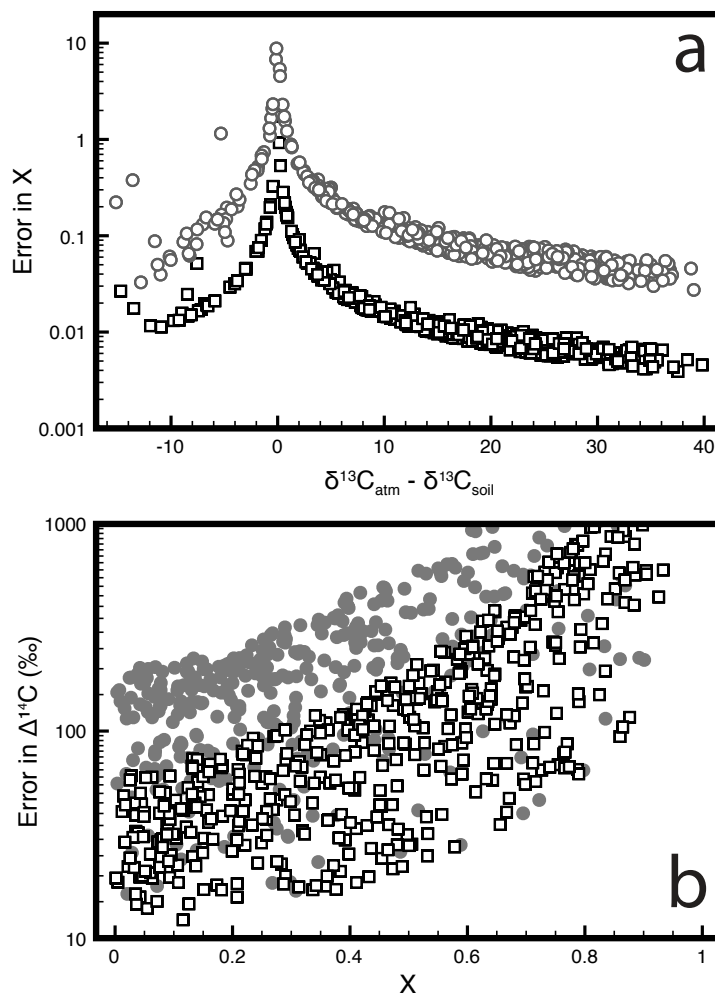 a
10
1
0.1
0.01
0.001
Error in X
-10 0 10 20 30 40
δ¹³Cₐₜₘ - δ¹³Cₛₒᵢₗ
1000
100
10
Error in Δ¹⁴C (‰)
b
0 0.2 0.4 0.6 0.8 1
X